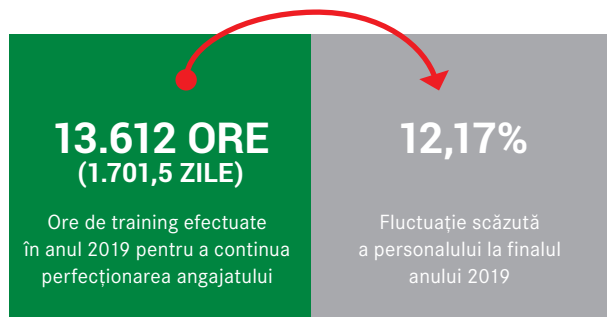 13.612 ORE
(1.701,5 ZILE)
Ore de training efectuate
în anul 2019 pentru a continua
perfecționarea angajatului
12,17%
Fluctuație scăzută
a personalului la finalul
anului 2019